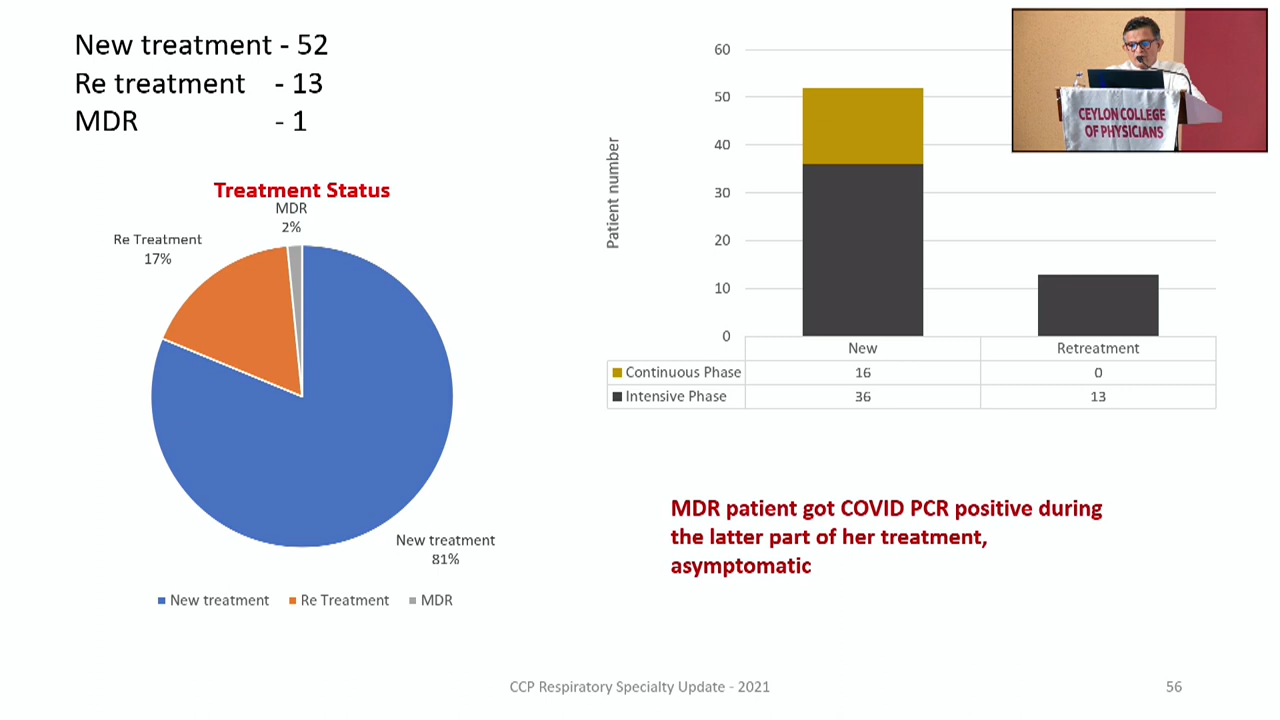 New treatment - 52
Re treatment - 13
MDR - 1
Treatment Status
MDR
2%
Re Treatment
17%
New treatment
81%
New treatment Re Treatment MDR
Patient number
60
50
40
30
20
10
0
New Retreatment
Continuous Phase 16 0
Intensive Phase 36 13
CEYLON COLLEGE
OF PHYSICIANS
MDR patient got COVID PCR positive during
the latter part of her treatment,
asymptomatic
CCP Respiratory Specialty Update - 2021
56